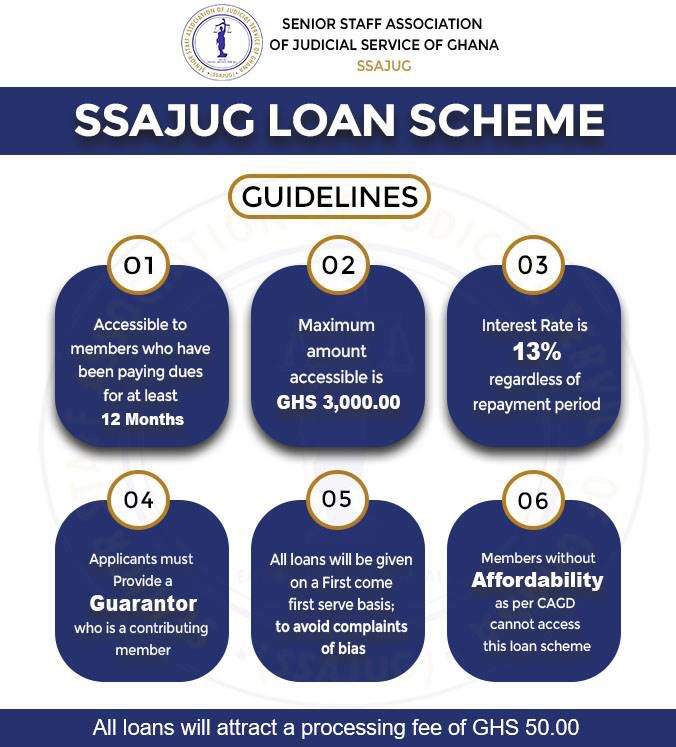 SENIOR STAFF ASSOCIATION
OF JUDICIAL SERVICE OF GHANA
SSAJUG
SSAJUG LOAN SCHEME
GUIDELINES
01
Accessible to
members who have
been paying dues
for at least
12 Months
02
Maximum
amount
accessible is
GHS 3,000.00
03
Interest Rate is
13%
regardless of
repayment period
04
Applicants must
Provide a
Guarantor
who is a contributing
member
05
All loans will be given
on a First come
first serve basis;
to avoid complaints
of bias
06
Members without
Affordability
as per CAGD
cannot access
this loan scheme
All loans will attract a processing fee of GHS 50.00